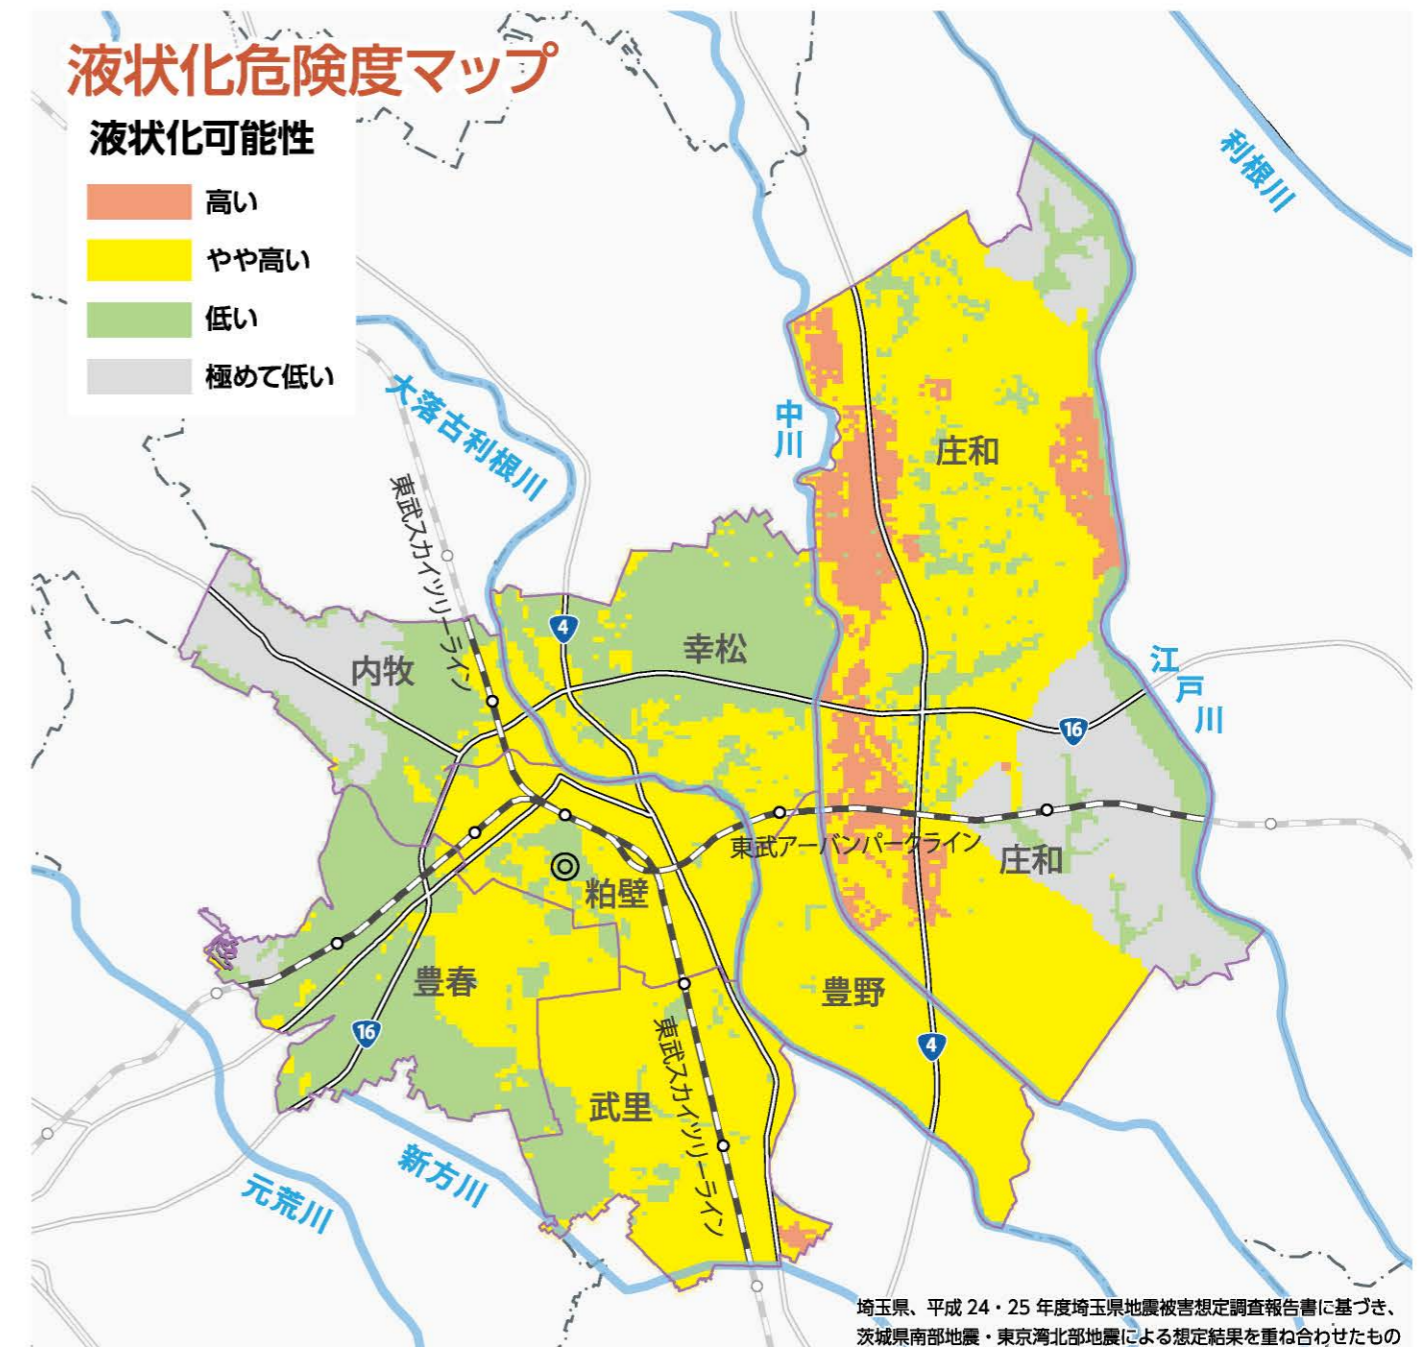 液状化危険度マップ
液状化可能性
高い
やや高い
低い
極めて低い
利根川
大落古利根川
中川
東武スカイツリーライン
庄和
4
幸松
内牧
江戸川
16
東武アーバンパークライン
庄和
粕壁
豊春
豊野
16
4
東武スカイツリーライン
武里
新方川
元荒川
埼玉県、平成24・25年度埼玉県地震被害想定調査報告書に基づき、
茨城県南部地震・東京湾北部地震による想定結果を重ね合わせたもの